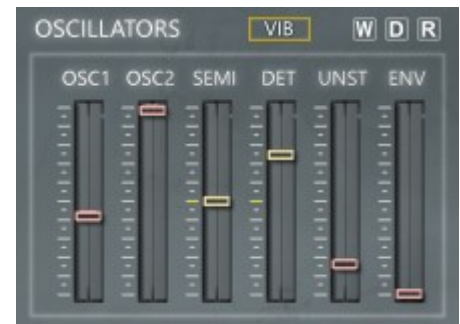 OSCILLATORS VIB W D R
OSC1 OSC2 SEMI DET UNST ENV